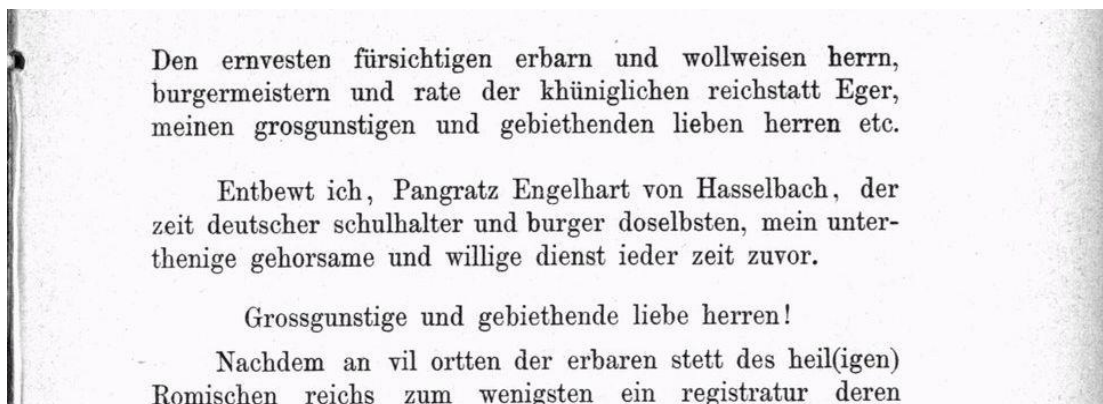 Den ernvesten fürsichtigen erbarn und wollweisen herrn,
burgermeistern und rate der khüniglichen reichstatt Eger,
meinen grosgunstigen und gebiethenden lieben herren etc.
Entbewt ich, Pangratz Engelhart von Hasselbach, der
zeit deutscher schulhalter und burger doselbsten, mein unter-
thenige gehorsame und willige dienst ieder zeit zuvor.
Grossgunstige und gebiethende liebe herren!
Nachdem an vil ortten der erbaren stett des heil(igen)
Romischen reichs zum wenigsten ein registratur deren